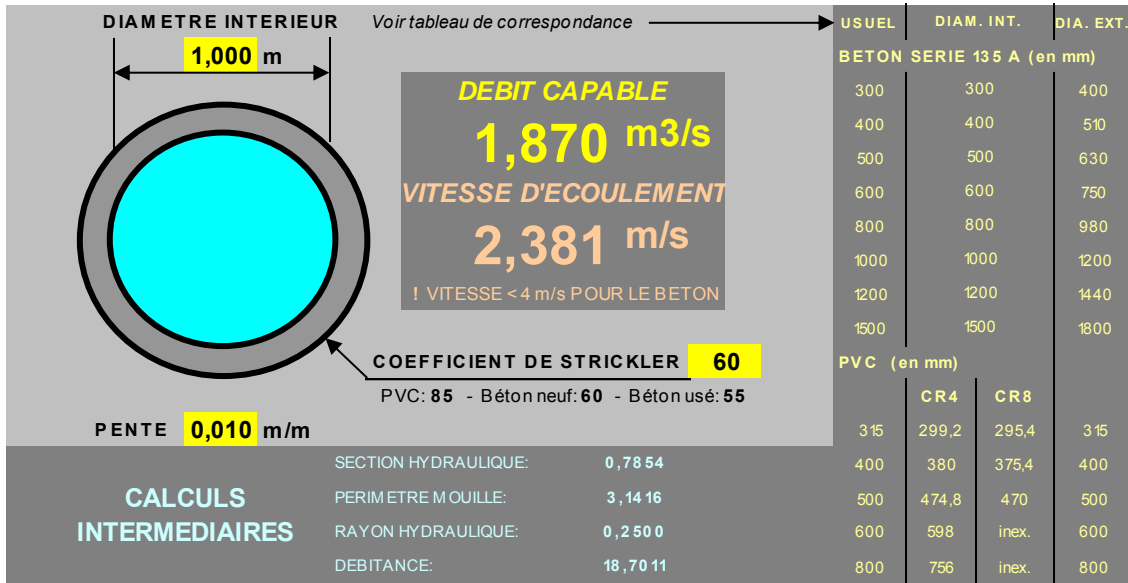 DIAMETRE INTERIEUR
Voir tableau de correspondance
1,000 m
DEBIT CAPABLE
1,870 m3/s
VITESSE D'ECOULEMENT
2,381 m/s
! VITESSE < 4 m/s POUR LE BETON
COEFFICIENT DE STRICKLER 60
PVC: 85 - Béton neuf: 60 - Béton usé: 55
PENTE 0,010 m/m
CALCULS
INTERMEDIAIRES
SECTION HYDRAULIQUE: 0,7854
PERIMETRE MOUILLE: 3,1416
RAYON HYDRAULIQUE: 0,2500
DEBITANCE: 18,7011
USUEL DIAM. INT. DIA. EXT.
BETON SERIE 135 A (en mm)
300 300 400
400 400 510
500 500 630
600 600 750
800 800 980
1000 1000 1200
1200 1200 1440
1500 1500 1800
PVC (en mm)
CR4 CR8
315 299,2 295,4 315
400 380 375,4 400
500 474,8 470 500
600 598 inex. 600
800 756 inex. 800